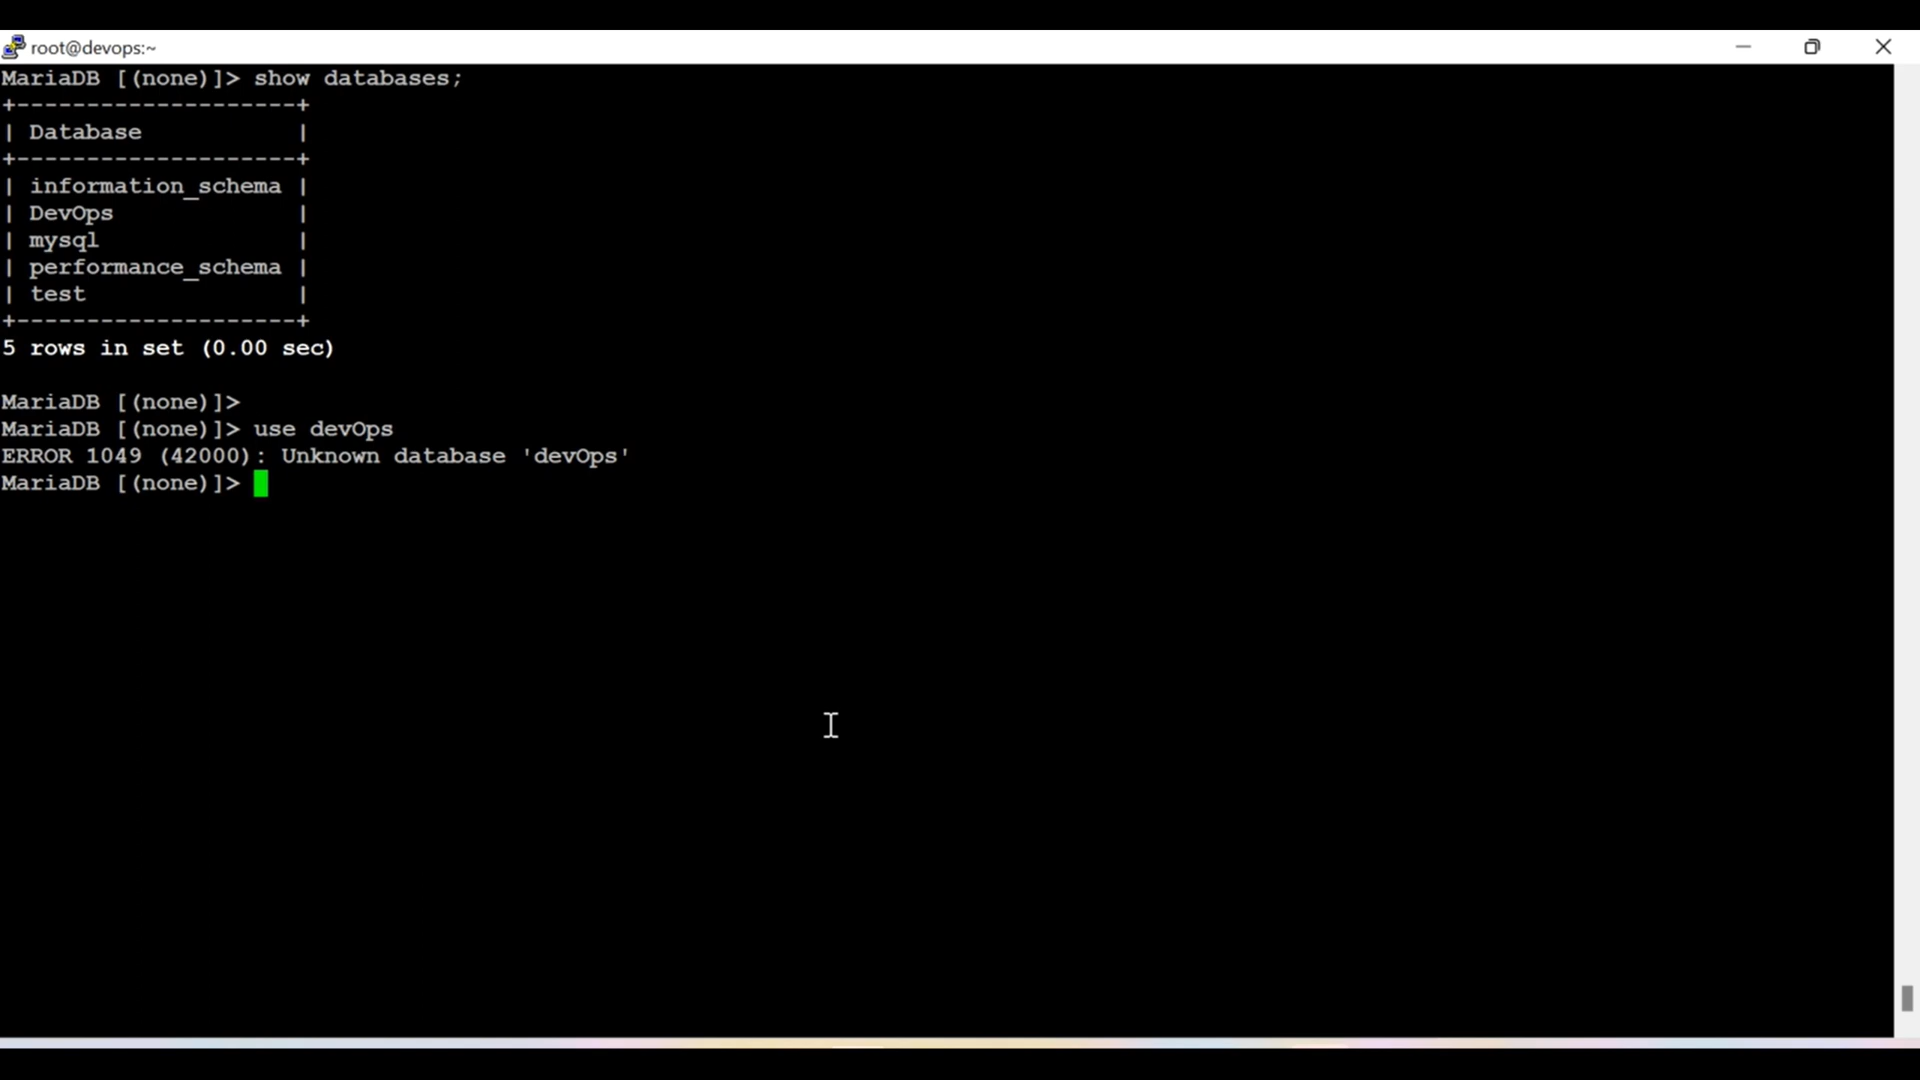 root@devops:~
MariaDB [(none)]> show databases;
+--------------------+
| Database           |
+--------------------+
| information_schema |
| DevOps             |
| mysql              |
| performance_schema |
| test               |
+--------------------+
5 rows in set (0.00 sec)
MariaDB [(none)]>
MariaDB [(none)]> use devOps
ERROR 1049 (42000): Unknown database 'devOps'
MariaDB [(none)]>